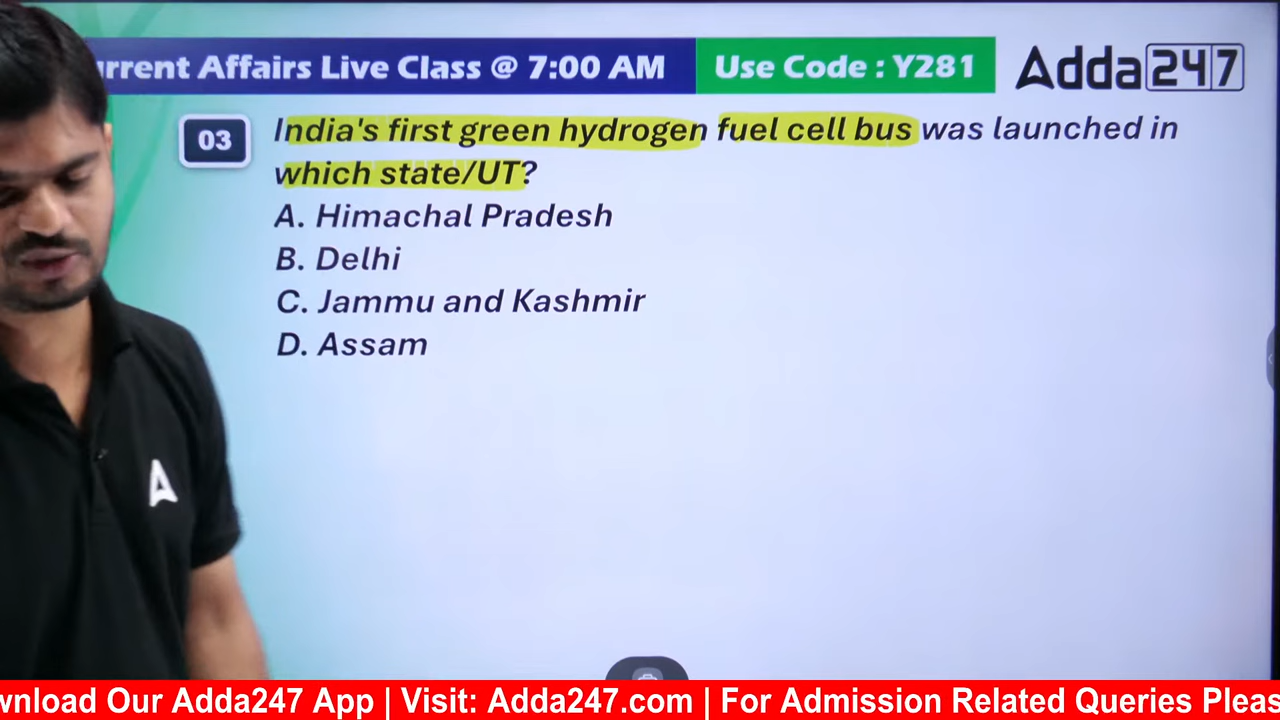 urrent Affairs Live Class @ 7:00 AM
Use Code : Y281
Adda247
03
India's first green hydrogen fuel cell bus was launched in
which state/UT?
A. Himachal Pradesh
B. Delhi
C. Jammu and Kashmir
D. Assam
wnload Our Adda247 App | Visit: Adda247.com | For Admission Related Queries Pleas